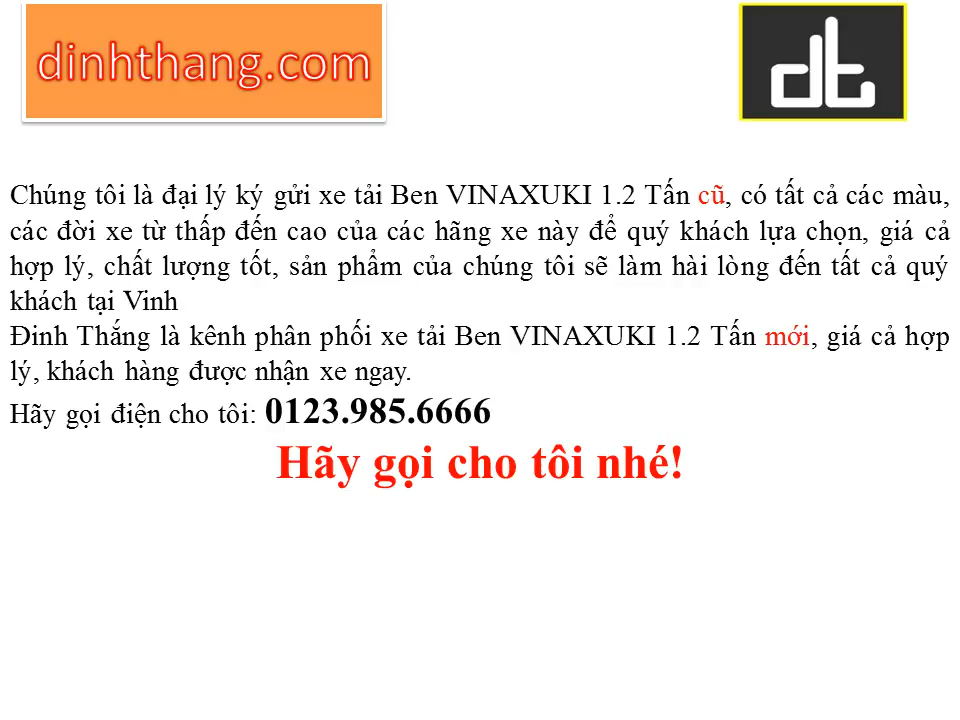 dinhthang.com
dt
Chúng tôi là đại lý ký gửi xe tải Ben VINAXUKI 1.2 Tấn cũ, có tất cả các màu,
các đời xe từ thấp đến cao của các hãng xe này để quý khách lựa chọn, giá cả
hợp lý, chất lượng tốt, sản phẩm của chúng tôi sẽ làm hài lòng đến tất cả quý
khách tại Vinh
Đinh Thắng là kênh phân phối xe tải Ben VINAXUKI 1.2 Tấn mới, giá cả hợp
lý, khách hàng được nhận xe ngay.
Hãy gọi điện cho tôi: 0123.985.6666
Hãy gọi cho tôi nhé!